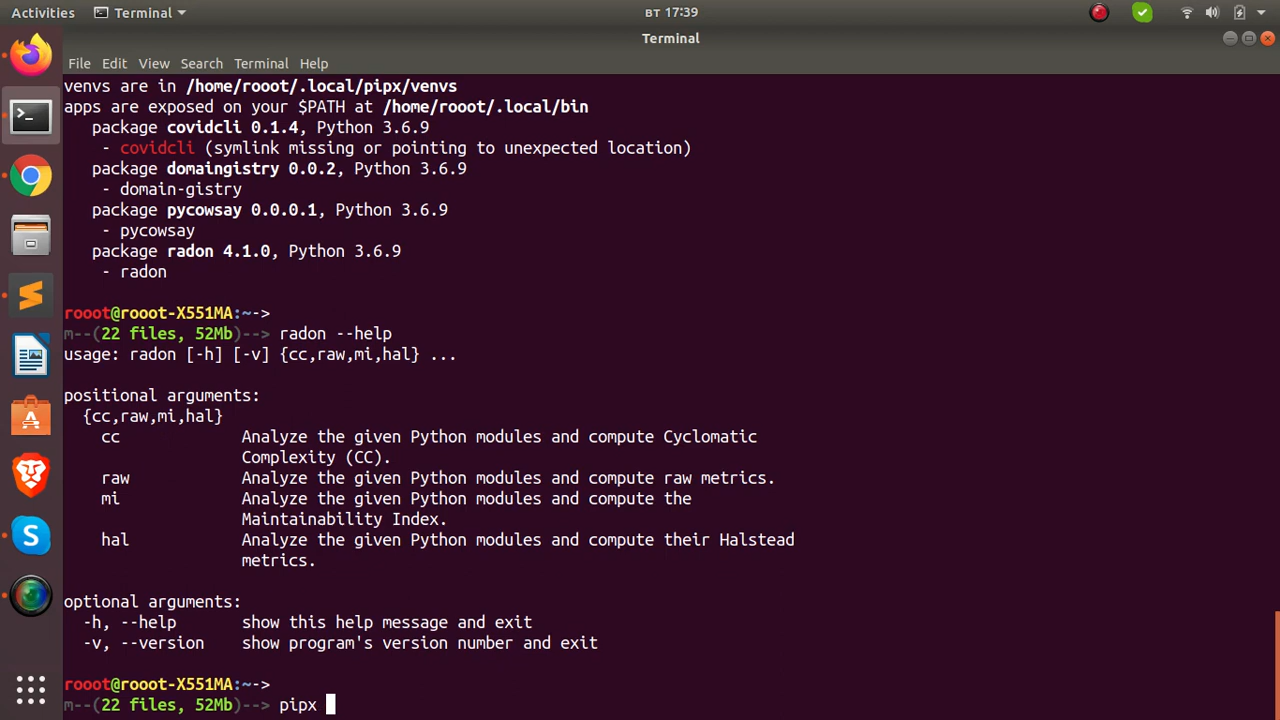 Activities Terminal BT 17:39
Terminal
File Edit View Search Terminal Help
venvs are in /home/rooot/.local/pipx/venvs
apps are exposed on your $PATH at /home/rooot/.local/bin
package covidcli 0.1.4, Python 3.6.9
- covidcli (symlink missing or pointing to unexpected location)
package domaingistry 0.0.2, Python 3.6.9
- domain-gistry
package pycowsay 0.0.0.1, Python 3.6.9
- pycowsay
package radon 4.1.0, Python 3.6.9
- radon
rooot@rooot-X551MA:~->
m--(22 files, 52Mb)--> radon --help
usage: radon [-h] [-v] {cc,raw,mi,hal} ...
positional arguments:
{cc,raw,mi,hal}
cc Analyze the given Python modules and compute Cyclomatic
Complexity (CC).
raw Analyze the given Python modules and compute raw metrics.
mi Analyze the given Python modules and compute the
Maintainability Index.
hal Analyze the given Python modules and compute their Halstead
metrics.
optional arguments:
-h, --help show this help message and exit
-v, --version show program's version number and exit
rooot@rooot-X551MA:~->
m--(22 files, 52Mb)--> pipx